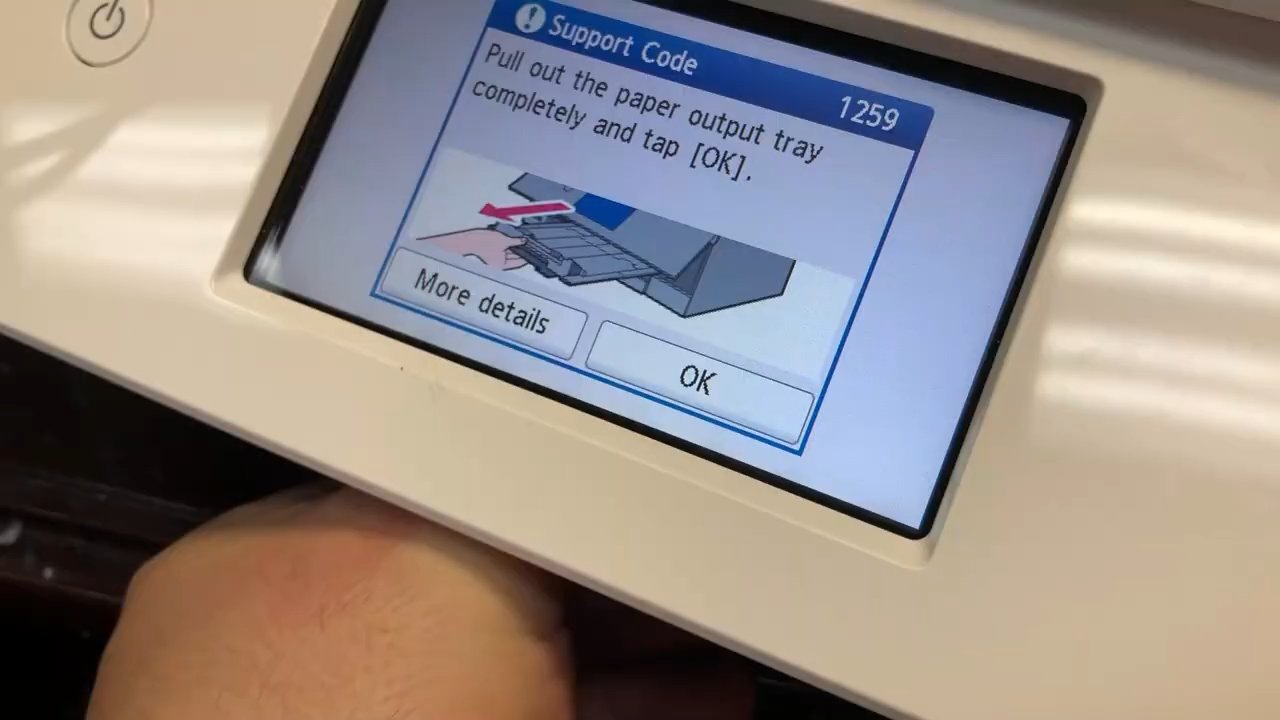 Support Code
1259
Pull out the paper output tray
completely and tap [OK].
More details
OK